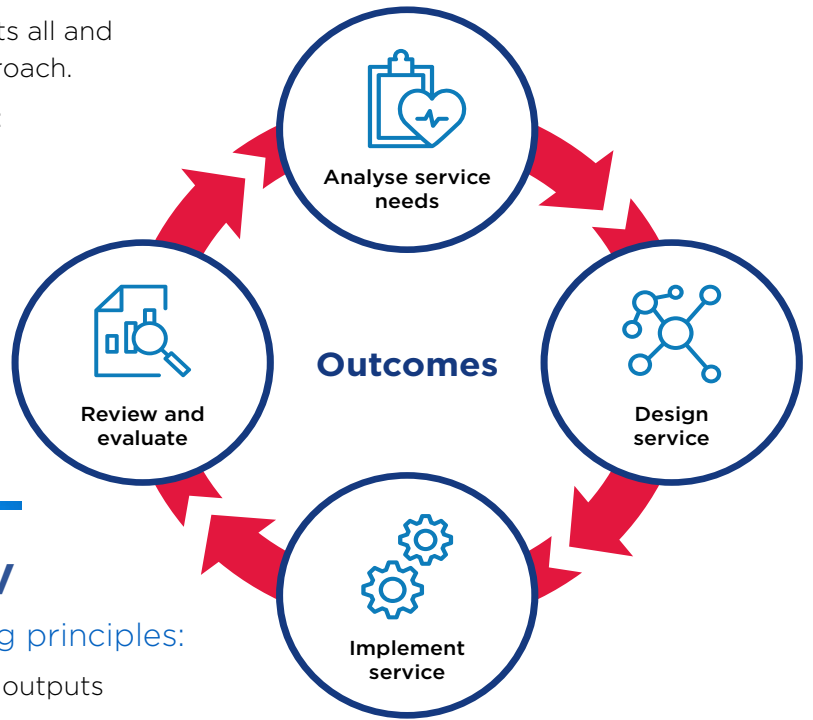 ts all and
roach.
Analyse service
needs
Design
service
Implement
service
Review and
evaluate
Outcomes
g principles:
outputs